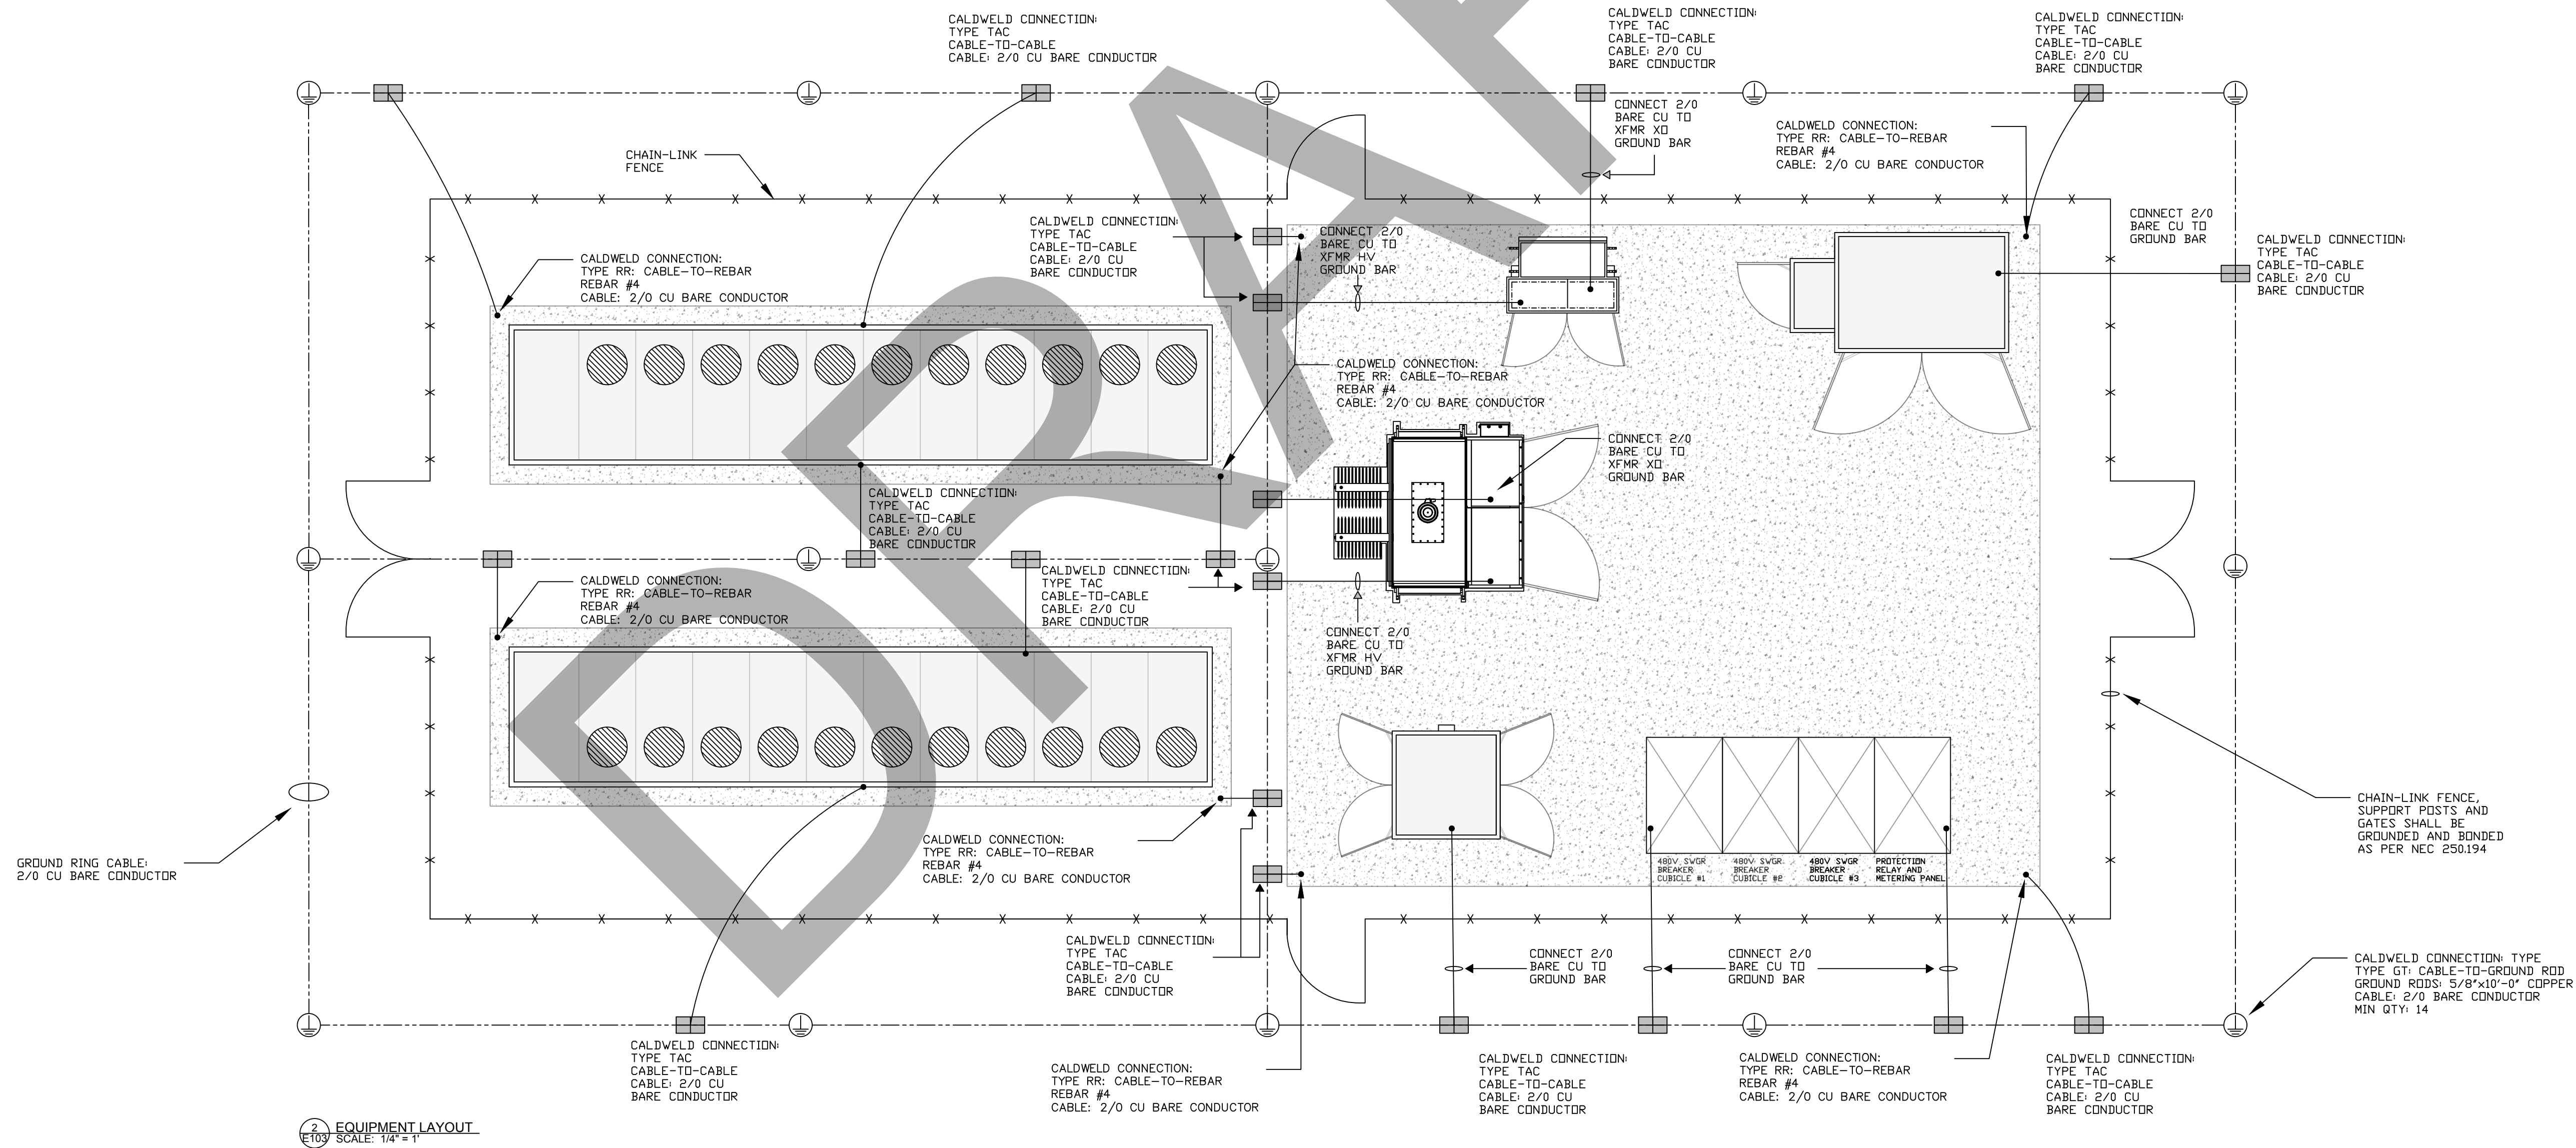 CALDWELD CONNECTION:
TYPE TAC
CABLE-TO-CABLE
CABLE: 2/0 CU BARE CONDUCTOR
CALDWELD CONNECTION:
TYPE TAC
CABLE-TO-CABLE
CABLE: 2/0 CU
BARE CONDUCTOR
CALDWELD CONNECTION:
TYPE TAC
CABLE-TO-CABLE
CABLE: 2/0 CU
BARE CONDUCTOR
CONNECT 2/0
BARE CU TO
XFMR XO
GROUND BAR
CALDWELD CONNECTION:
TYPE RR: CABLE-TO-REBAR
REBAR #4
CABLE: 2/0 CU BARE CONDUCTOR
CHAIN-LINK
FENCE
CALDWELD CONNECTION:
TYPE TAC
CABLE-TO-CABLE
CABLE: 2/0 CU
BARE CONDUCTOR
CONNECT 2/0
BARE CU TO
XFMR HV
GROUND BAR
CONNECT 2/0
BARE CU TO
GROUND BAR
CALDWELD CONNECTION:
TYPE TAC
CABLE-TO-CABLE
CABLE: 2/0 CU
BARE CONDUCTOR
CALDWELD CONNECTION:
TYPE RR: CABLE-TO-REBAR
REBAR #4
CABLE: 2/0 CU BARE CONDUCTOR
CALDWELD CONNECTION:
TYPE RR: CABLE-TO-REBAR
REBAR #4
CABLE: 2/0 CU BARE CONDUCTOR
CONNECT 2/0
BARE CU TO
XFMR XO
GROUND BAR
CALDWELD CONNECTION:
TYPE TAC
CABLE-TO-CABLE
CABLE: 2/0 CU
BARE CONDUCTOR
CALDWELD CONNECTION:
TYPE RR: CABLE-TO-REBAR
REBAR #4
CABLE: 2/0 CU BARE CONDUCTOR
CALDWELD CONNECTION:
TYPE TAC
CABLE-TO-CABLE
CABLE: 2/0 CU
BARE CONDUCTOR
CONNECT 2/0
BARE CU TO
XFMR HV
GROUND BAR
CHAIN-LINK FENCE,
SUPPORT POSTS AND
GATES SHALL BE
GROUNDED AND BONDED
AS PER NEC 250.194
GROUND RING CABLE:
2/0 CU BARE CONDUCTOR
CALDWELD CONNECTION:
TYPE RR: CABLE-TO-REBAR
REBAR #4
CABLE: 2/0 CU BARE CONDUCTOR
480V SWGR
BREAKER
CUBICLE #1
480V SWGR
BREAKER
CUBICLE #2
480V SWGR
BREAKER
CUBICLE #3
PROTECTION
RELAY AND
METERING PANEL
CALDWELD CONNECTION:
TYPE TAC
CABLE-TO-CABLE
CABLE: 2/0 CU
BARE CONDUCTOR
CONNECT 2/0
BARE CU TO
GROUND BAR
CONNECT 2/0
BARE CU TO
GROUND BAR
CALDWELD CONNECTION: TYPE
TYPE GT: CABLE-TO-GROUND ROD
GROUND RODS: 5/8"x10'-0" COPPER
CABLE: 2/0 BARE CONDUCTOR
MIN QTY: 14
CALDWELD CONNECTION:
TYPE TAC
CABLE-TO-CABLE
CABLE: 2/0 CU
BARE CONDUCTOR
CALDWELD CONNECTION:
TYPE RR: CABLE-TO-REBAR
REBAR #4
CABLE: 2/0 CU BARE CONDUCTOR
CALDWELD CONNECTION:
TYPE TAC
CABLE-TO-CABLE
CABLE: 2/0 CU
BARE CONDUCTOR
CALDWELD CONNECTION:
TYPE RR: CABLE-TO-REBAR
REBAR #4
CABLE: 2/0 CU BARE CONDUCTOR
CALDWELD CONNECTION:
TYPE TAC
CABLE-TO-CABLE
CABLE: 2/0 CU
BARE CONDUCTOR
2
E103
EQUIPMENT LAYOUT
SCALE: 1/4" = 1'
DRAF